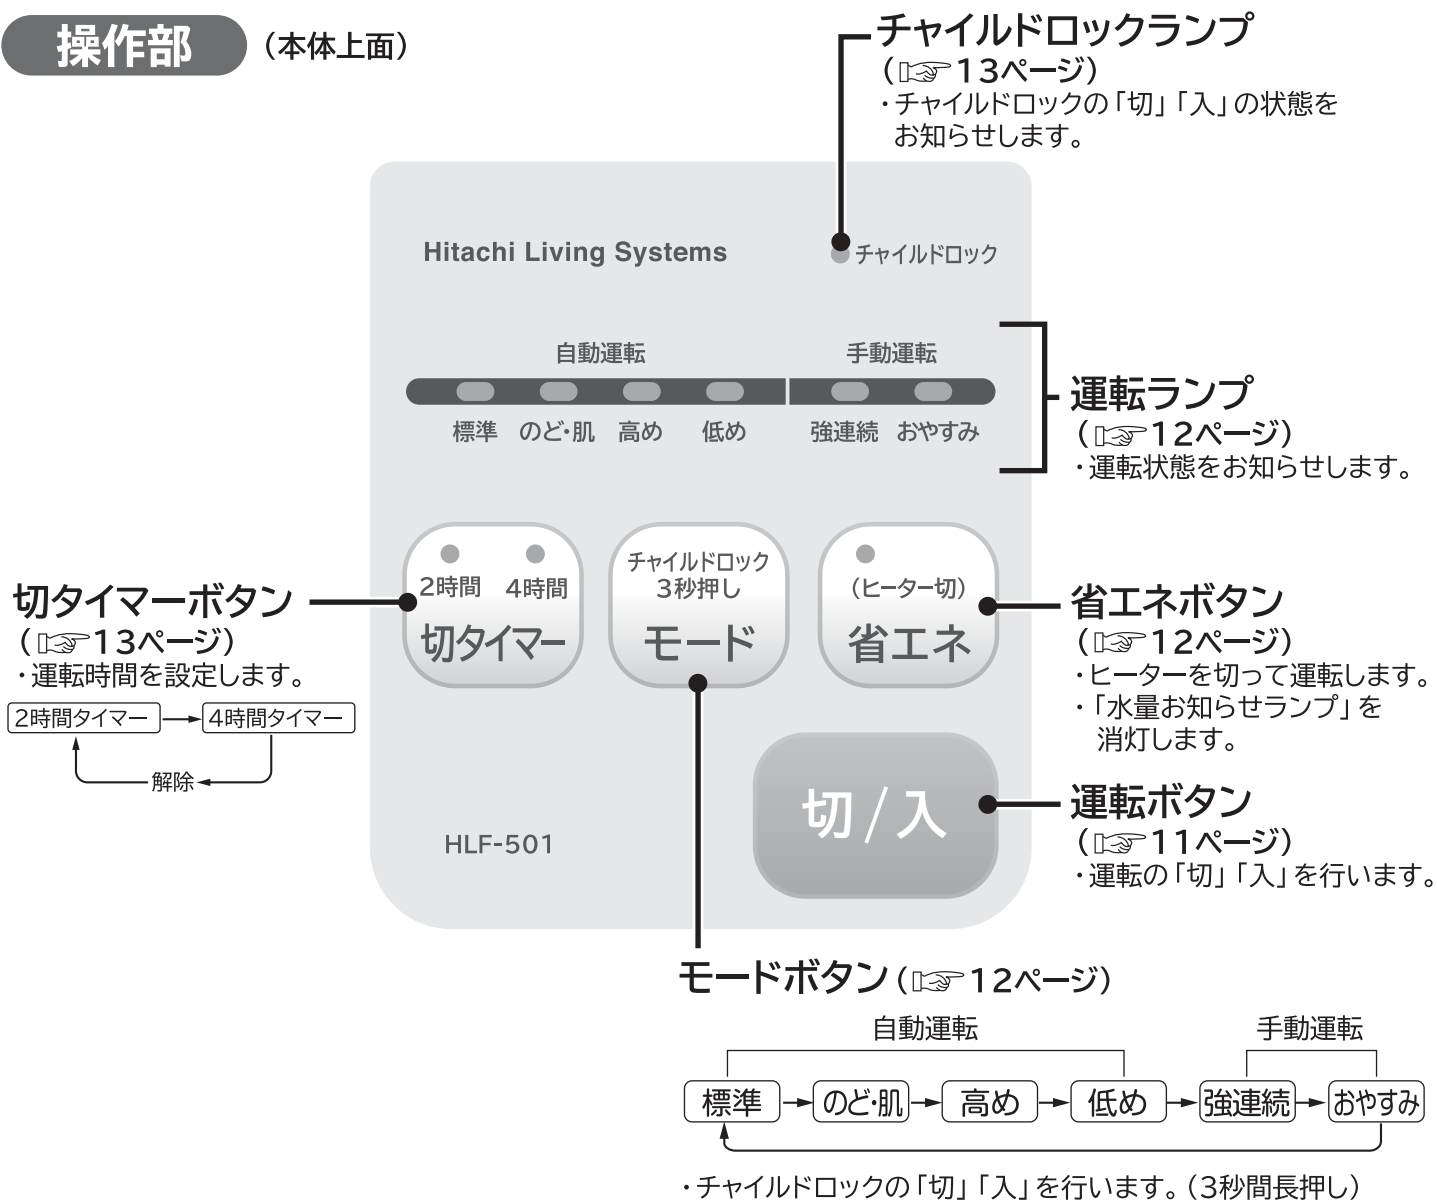 操作部
（本体上面）
チャイルドロックランプ
（☞13ページ）
・チャイルドロックの「切」「入」の状態を
お知らせします。
Hitachi Living Systems
チャイルドロック
自動運転
手動運転
標準 のど・肌 高め 低め 強連続 おやすみ
運転ランプ
（☞12ページ）
・運転状態をお知らせします。
切タイマーボタン
（☞13ページ）
・運転時間を設定します。
2時間タイマー
4時間タイマー
解除
2時間 4時間
切タイマー
チャイルドロック
3秒押し
モード
（ヒーター切）
省エネ
省エネボタン
（☞12ページ）
・ヒーターを切って運転します。
・「水量お知らせランプ」を
消灯します。
切/入
運転ボタン
（☞11ページ）
・運転の「切」「入」を行います。
HLF-501
モードボタン（☞12ページ）
自動運転
手動運転
標準 のど・肌 高め 低め 強連続 おやすみ
・チャイルドロックの「切」「入」を行います。（3秒間長押し）